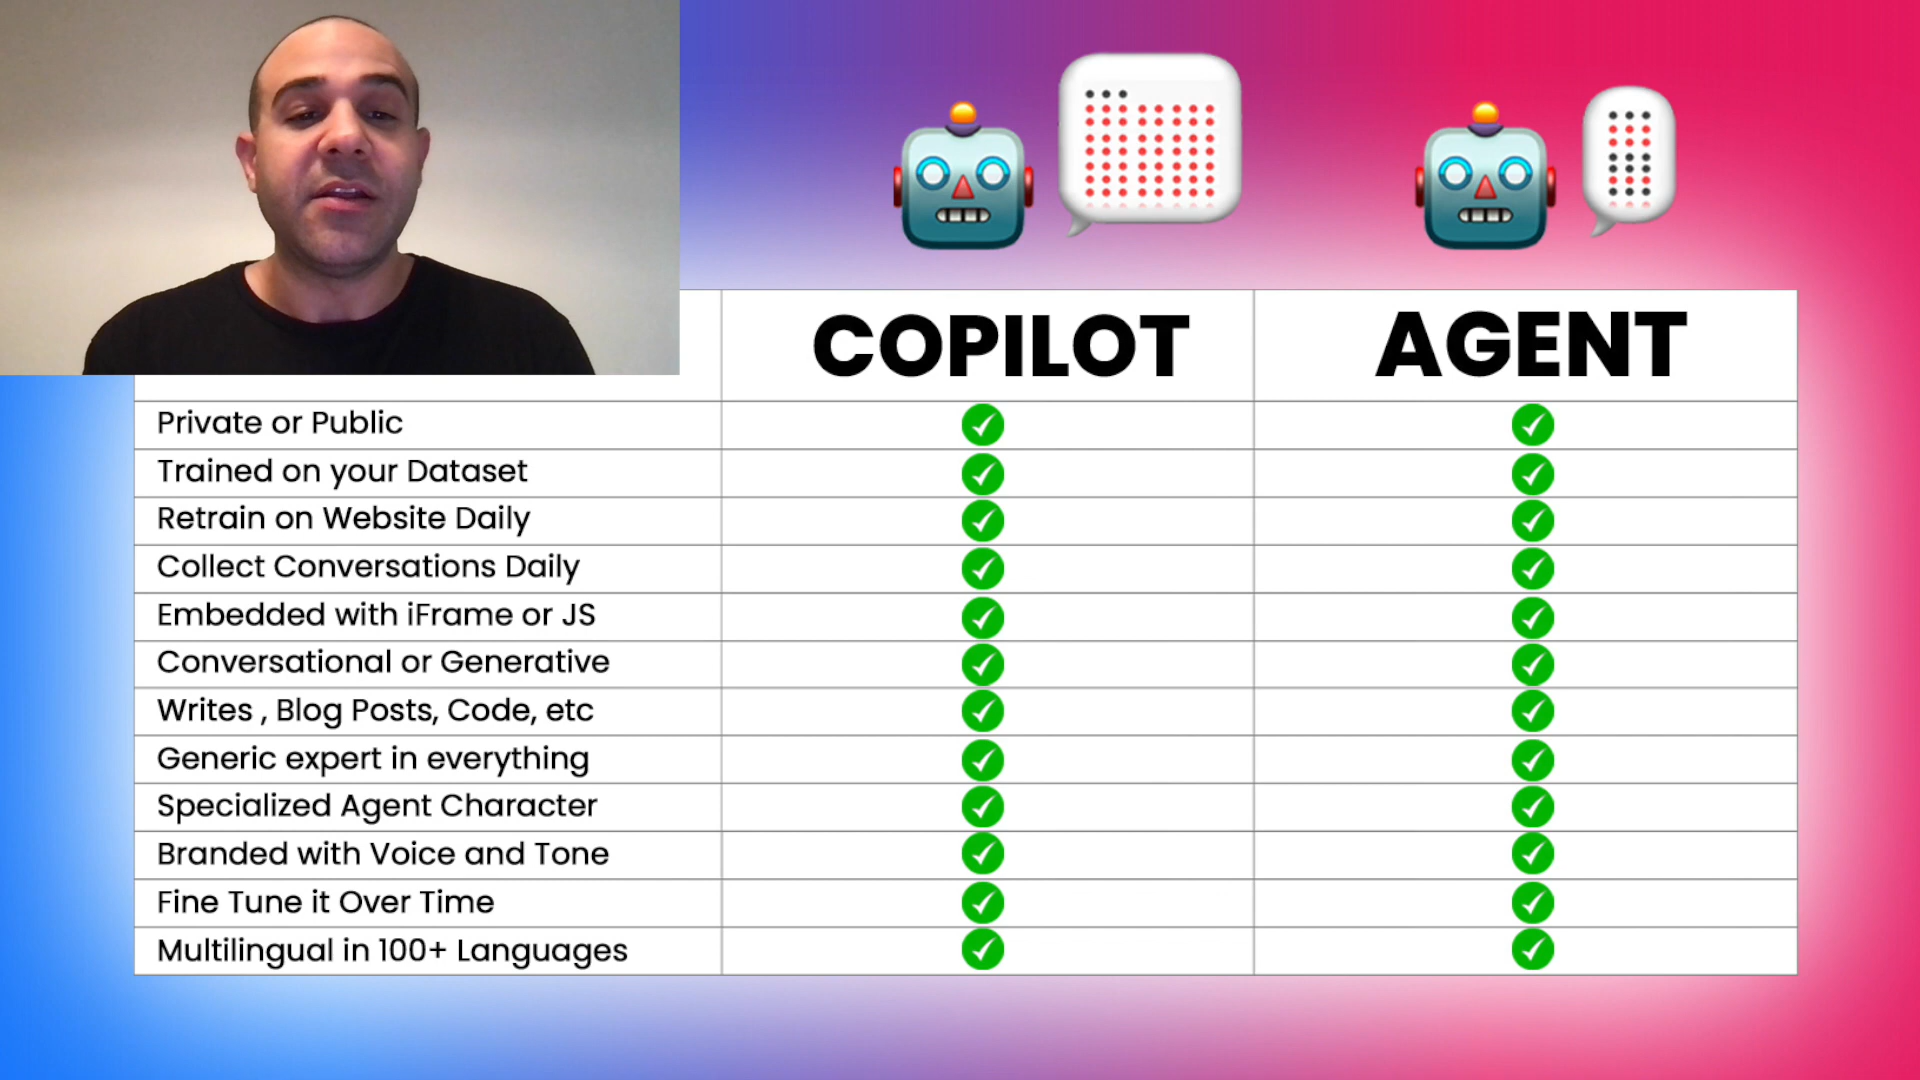 COPILOT
AGENT
Private or Public
Trained on your Dataset
Retrain on Website Daily
Collect Conversations Daily
Embedded with iFrame or JS
Conversational or Generative
Writes , Blog Posts, Code, etc
Generic expert in everything
Specialized Agent Character
Branded with Voice and Tone
Fine Tune it Over Time
Multilingual in 100+ Languages